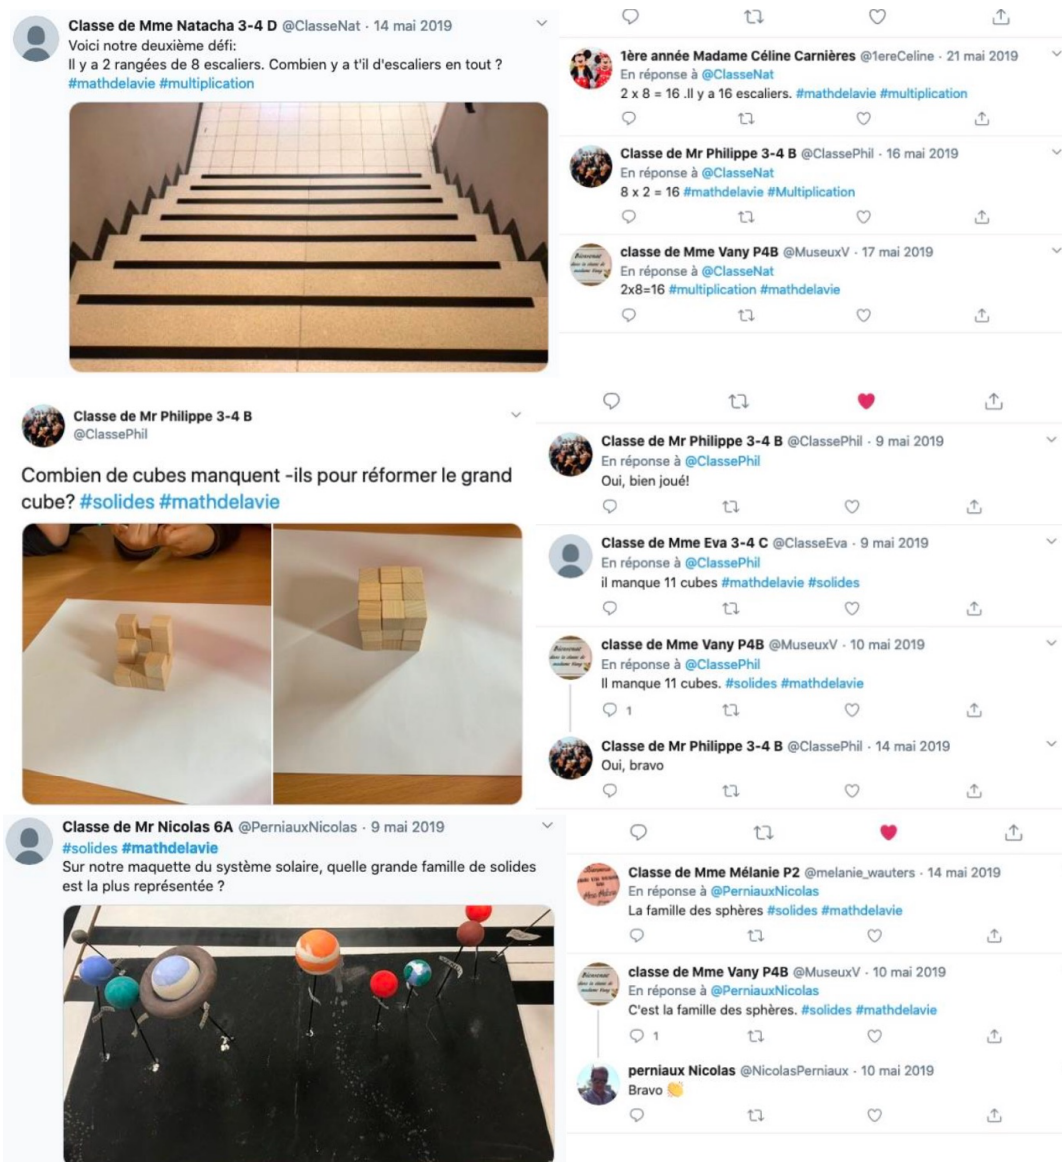 Classe de Mme Natacha 3-4 D @ClasseNat · 14 mai 2019
Voici notre deuxième défi:
Il y a 2 rangées de 8 escaliers. Combien y a t'il d'escaliers en tout ?
#mathdelavie #multiplication
1ère année Madame Céline Carnières @1ereCeline · 21 mai 2019
En réponse à @ClasseNat
2 x 8 = 16 .Il y a 16 escaliers. #mathdelavie #multiplication
Classe de Mr Philippe 3-4 B @ClassePhil · 16 mai 2019
En réponse à @ClasseNat
8 x 2 = 16 #mathdelavie #Multiplication
classe de Mme Vany P4B @MuseuxV · 17 mai 2019
En réponse à @ClasseNat
2x8=16 #multiplication #mathdelavie
Classe de Mr Philippe 3-4 B
@ClassePhil
Combien de cubes manquent -ils pour réformer le grand
cube? #solides #mathdelavie
Classe de Mr Philippe 3-4 B @ClassePhil · 9 mai 2019
En réponse à @ClassePhil
Oui, bien joué!
Classe de Mme Eva 3-4 C @ClasseEva · 9 mai 2019
En réponse à @ClassePhil
il manque 11 cubes #mathdelavie #solides
classe de Mme Vany P4B @MuseuxV · 10 mai 2019
En réponse à @ClassePhil
Il manque 11 cubes. #solides #mathdelavie
1
Classe de Mr Philippe 3-4 B @ClassePhil · 14 mai 2019
Oui, bravo
Classe de Mr Nicolas 6A @PerniauxNicolas · 9 mai 2019
#solides #mathdelavie
Sur notre maquette du système solaire, quelle grande famille de solides
est la plus représentée ?
Classe de Mme Mélanie P2 @melanie_wauters · 14 mai 2019
En réponse à @PerniauxNicolas
La famille des sphères #solides #mathdelavie
classe de Mme Vany P4B @MuseuxV · 10 mai 2019
En réponse à @PerniauxNicolas
C'est la famille des sphères. #solides #mathdelavie
1
perniaux Nicolas @NicolasPerniaux · 10 mai 2019
Bravo 👏